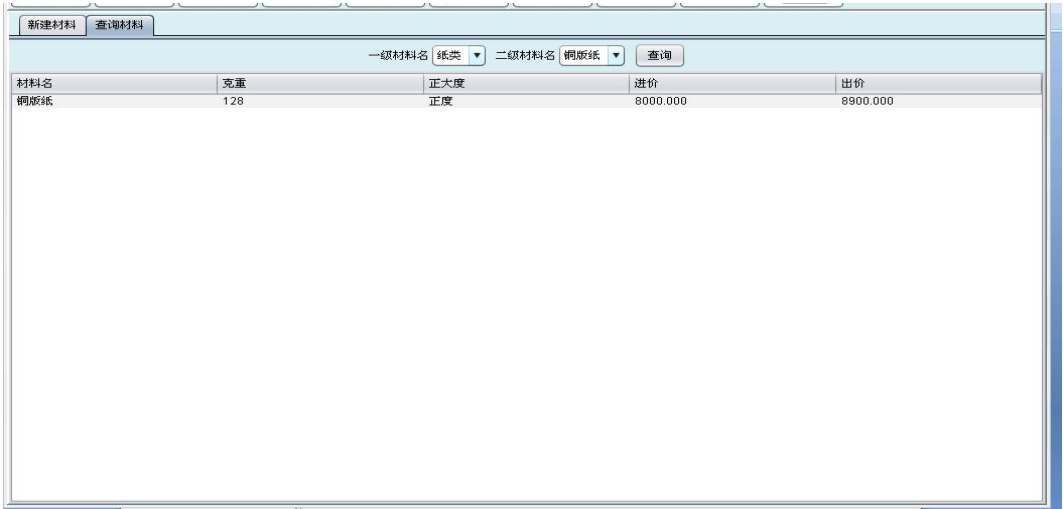 新建材料 查询材料
一级材料名 纸类 二级材料名 铜版纸 查询
材料名 克重 正大度 进价 出价
铜版纸 128 正度 8000.000 8900.000